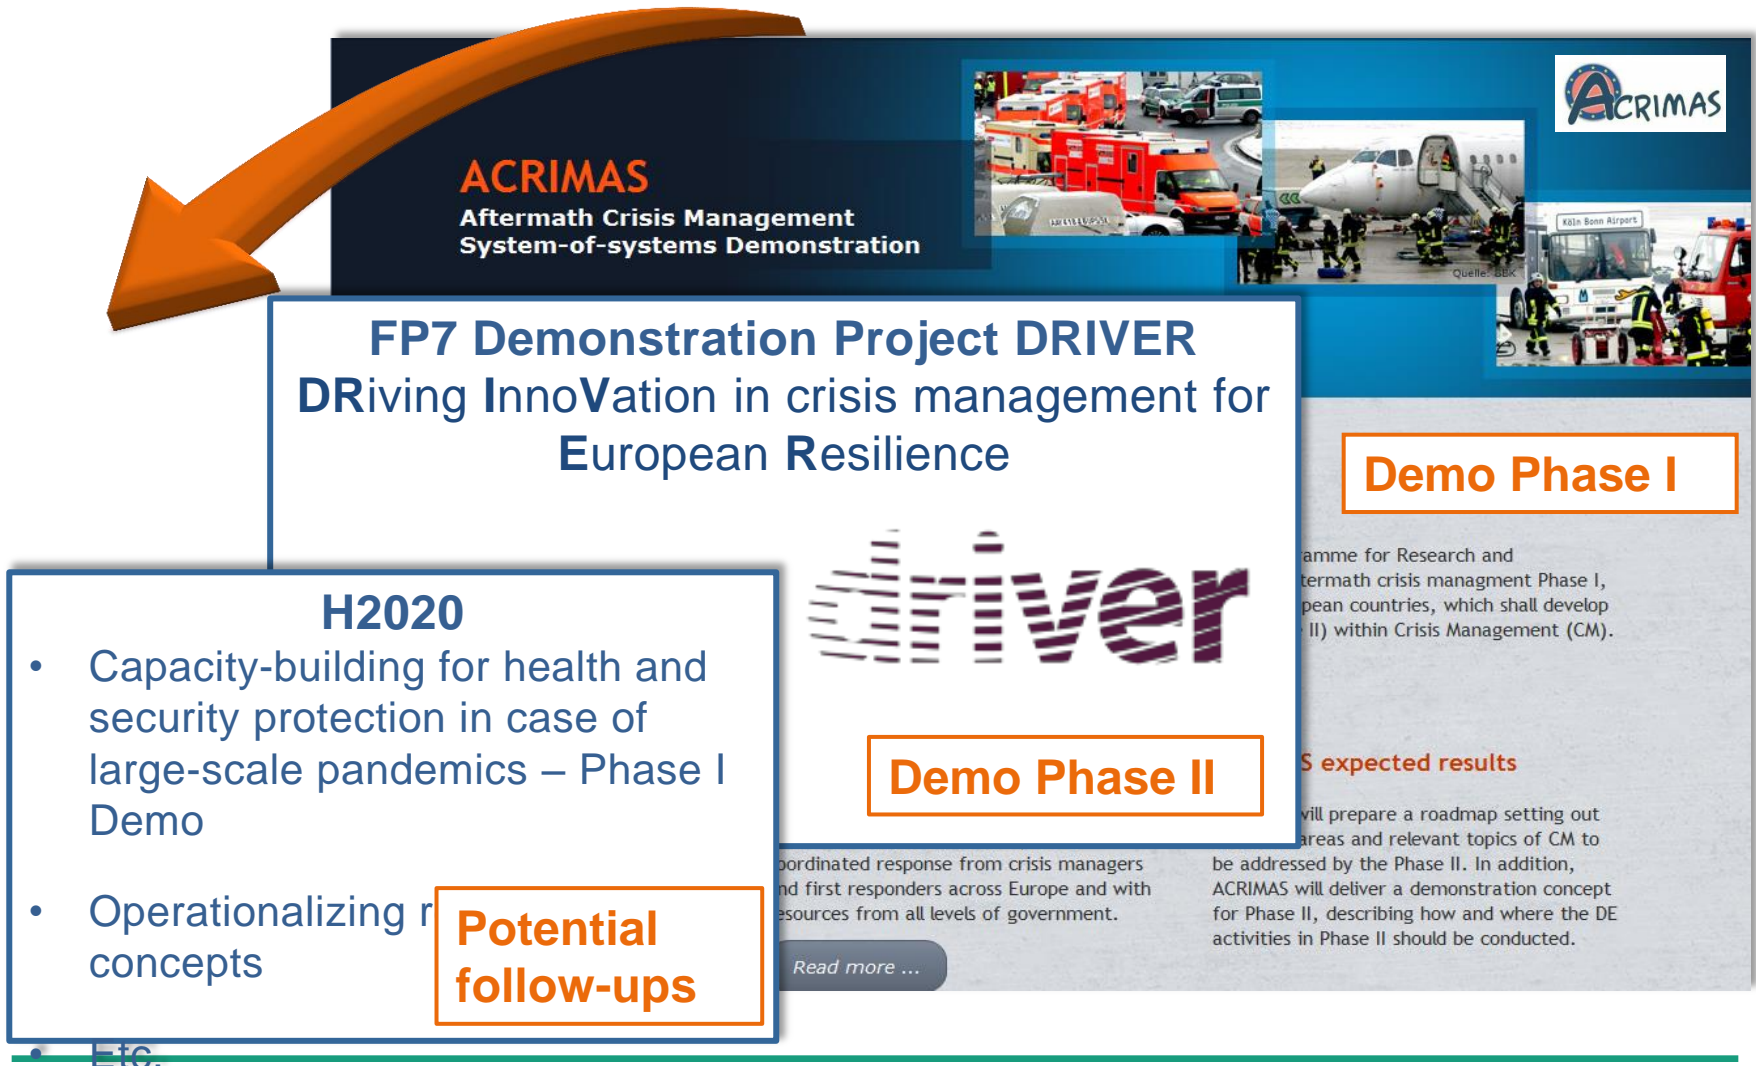 ACRIMAS
ACRIMAS
Aftermath Crisis Management
System-of-systems Demonstration
Köln Bonn Airport
Quelle: BBK
FP7 Demonstration Project DRIVER
DRiving InnoVation in crisis management for
European Resilience
driver
Demo Phase II
Demo Phase I
amme for Research and
termath crisis managment Phase I,
pean countries, which shall develop
II) within Crisis Management (CM).
S expected results
will prepare a roadmap setting out
areas and relevant topics of CM to
be addressed by the Phase II. In addition,
ACRIMAS will deliver a demonstration concept
for Phase II, describing how and where the DE
activities in Phase II should be conducted.
oordinated response from crisis managers
nd first responders across Europe and with
esources from all levels of government.
Read more ...
H2020
• Capacity-building for health and
security protection in case of
large-scale pandemics – Phase I
Demo
• Operationalizing r
concepts
• Etc.
Potential
follow-ups